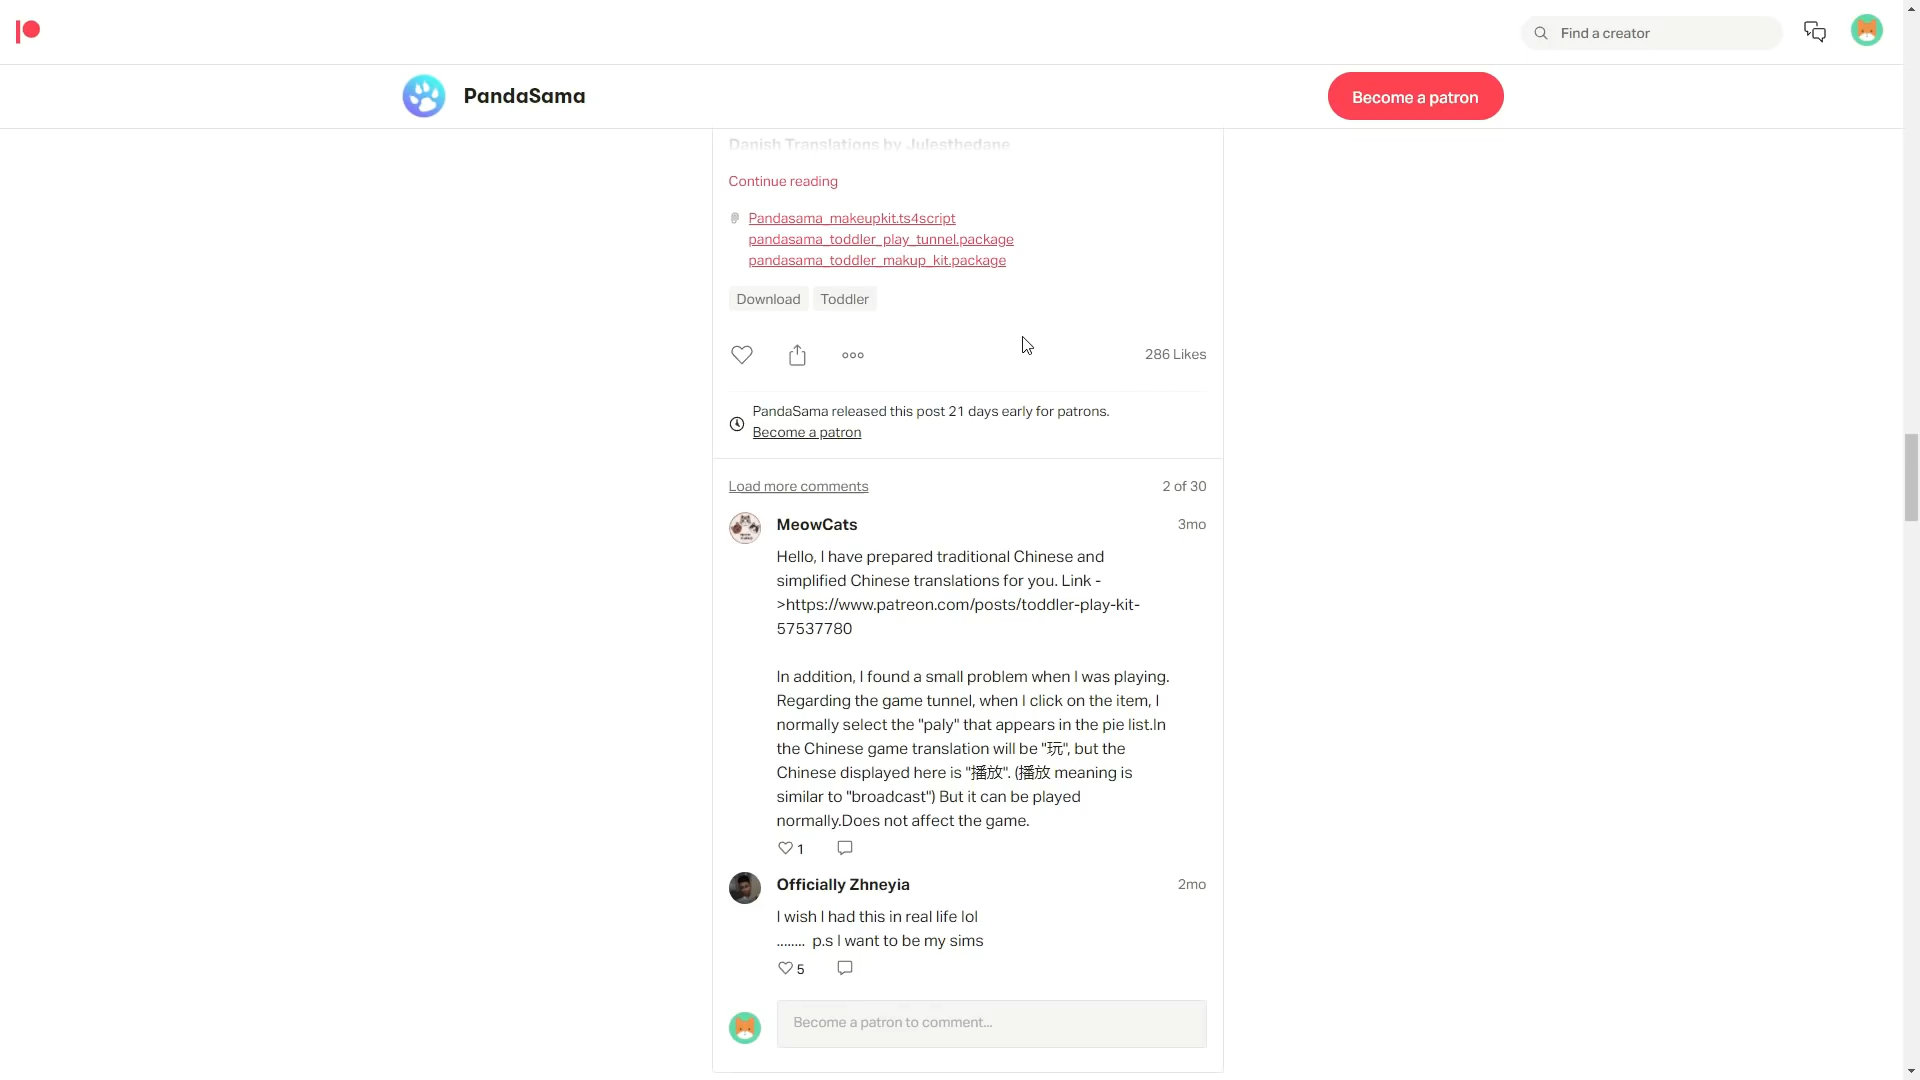 Find a creator
PandaSama
Become a patron
Danish Translations by Julesthedane
Continue reading
Pandasama_makeupkit.ts4script
pandasama_toddler_play_tunnel.package
pandasama_toddler_makup_kit.package
Download
Toddler
286 Likes
PandaSama released this post 21 days early for patrons.
Become a patron
Load more comments
2 of 30
MeowCats
3mo
Hello, I have prepared traditional Chinese and
simplified Chinese translations for you. Link -
>https://www.patreon.com/posts/toddler-play-kit-
57537780
In addition, I found a small problem when I was playing.
Regarding the game tunnel, when I click on the item, I
normally select the "paly" that appears in the pie list.In
the Chinese game translation will be "玩", but the
Chinese displayed here is "播放". (播放 meaning is
similar to "broadcast") But it can be played
normally.Does not affect the game.
1
Officially Zhneyia
2mo
I wish I had this in real life lol
........ p.s I want to be my sims
5
Become a patron to comment...